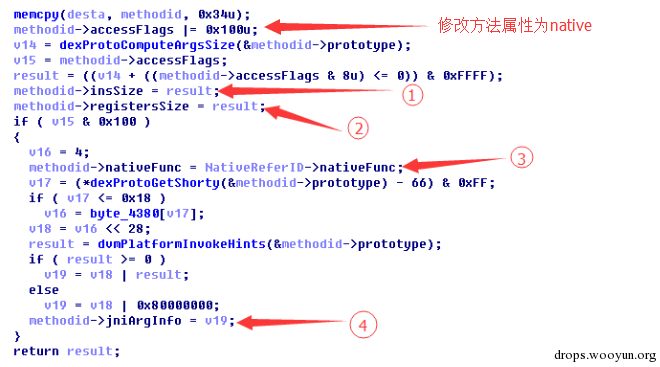 memcpy(desta, methodid, 0x34u);
methodid->accessFlags |= 0x100u;
修改方法属性为native
v14 = dexProtoComputeArgsSize(&methodid->prototype);
v15 = methodid->accessFlags;
result = ((v14 + ((methodid->accessFlags & 8u) <= 0)) & 0xFFFF);
methodid->insSize = result;
①
methodid->registersSize = result;
②
if ( v15 & 0x100 )
{
v16 = 4;
methodid->nativeFunc = NativeReferID->nativeFunc;
③
v17 = (*dexProtoGetShorty(&methodid->prototype) - 66) & 0xFF;
if ( v17 <= 0x18 )
v16 = byte_4380[v17];
v18 = v16 << 28;
result = dvmPlatformInvokeHints(&methodid->prototype);
if ( result >= 0 )
v19 = v18 | result;
else
v19 = v18 | 0x80000000;
methodid->jniArgInfo = v19;
④
}
return result;
drops.wooyun.org